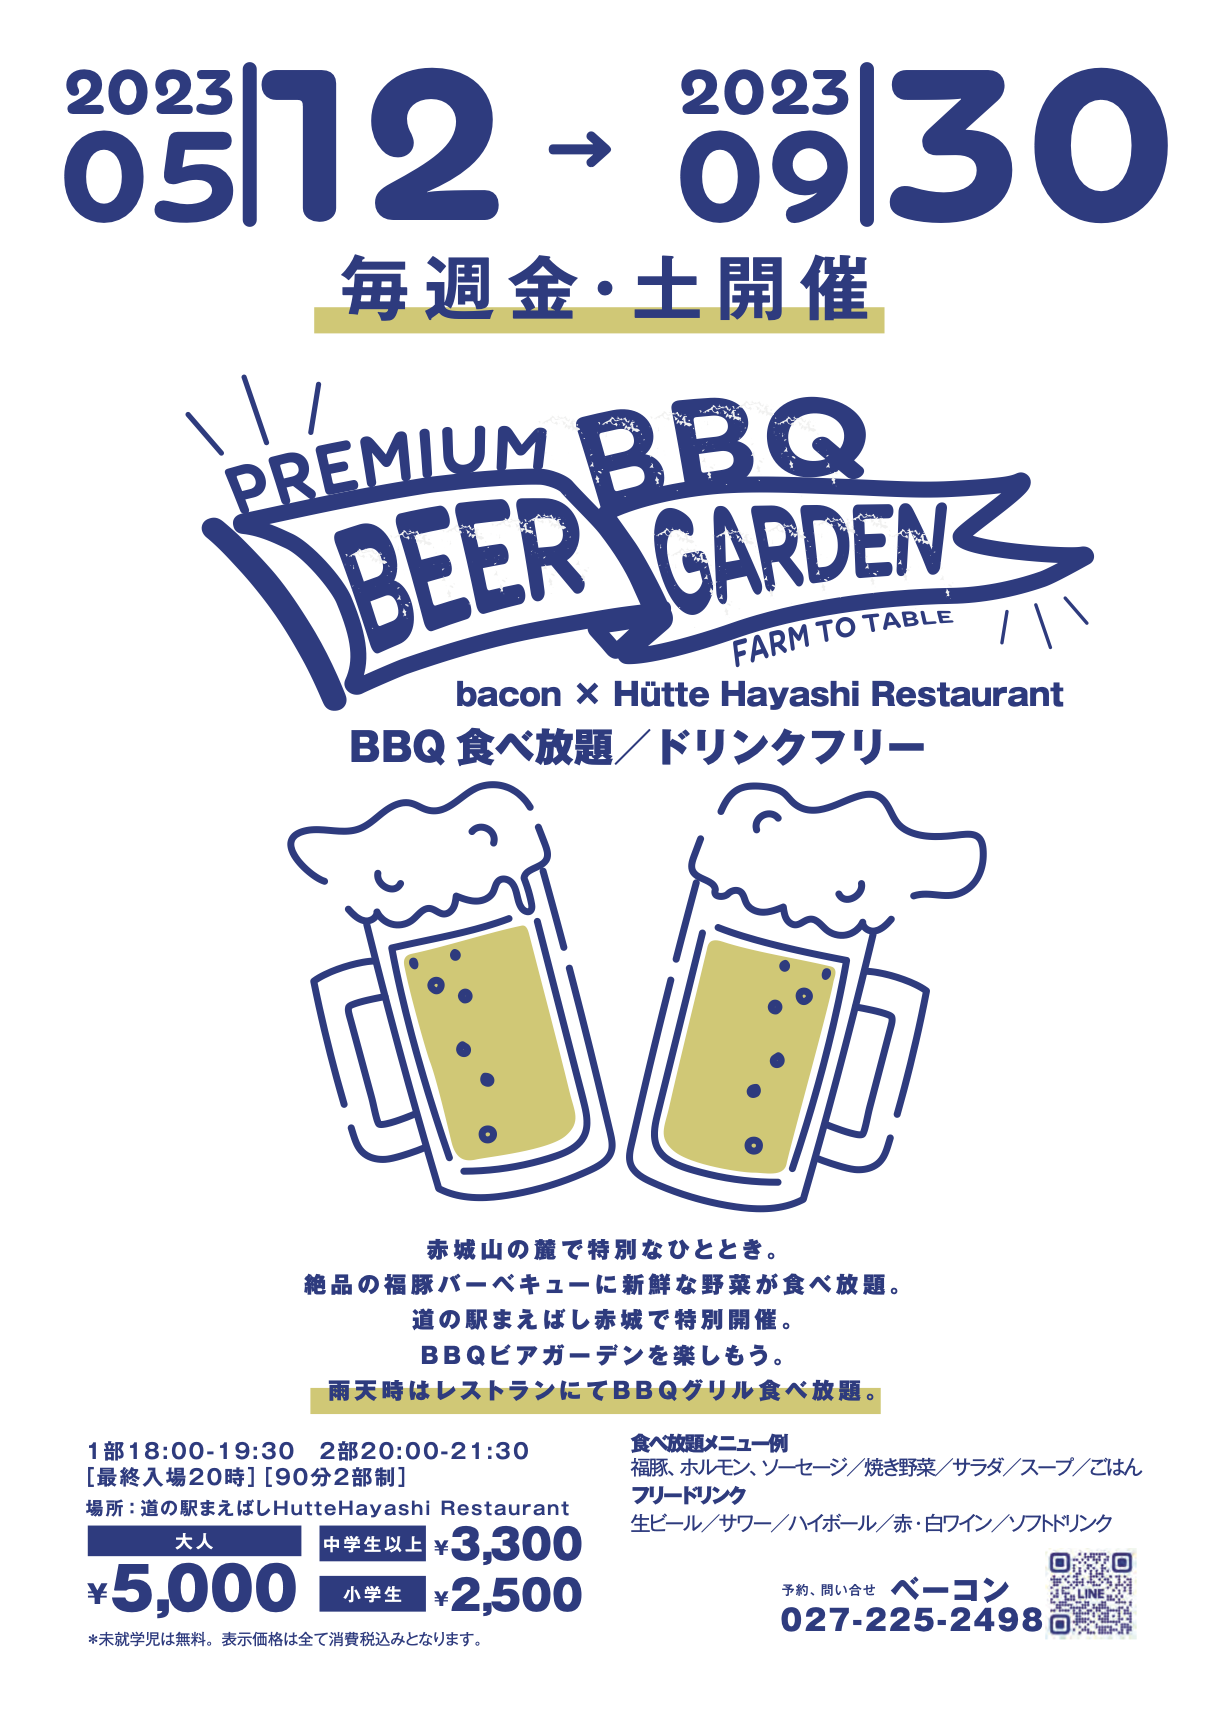 2023 05 12 → 2023 09 30
毎週金・土開催
PREMIUM BBQ
BEER GARDEN
FARM TO TABLE
bacon × Hütte Hayashi Restaurant
BBQ 食べ放題／ドリンクフリー
赤城山の麓で特別なひととき。
絶品の福豚バーベキューに新鮮な野菜が食べ放題。
道の駅まえばし赤城で特別開催。
BBQビアガーデンを楽しもう。
雨天時はレストランにてBBQグリル食べ放題。
1部18:00-19:30　2部20:00-21:30
[最終入場20時] [90分2部制]
場所：道の駅まえばしHutteHayashi Restaurant
大人
¥5,000
中学生以上 ¥3,300
小学生 ¥2,500
*未就学児は無料。表示価格は全て消費税込みとなります。
食べ放題メニュー例
福豚、ホルモン、ソーセージ／焼き野菜／サラダ／スープ／ごはん
フリードリンク
生ビール／サワー／ハイボール／赤・白ワイン／ソフトドリンク
予約、問い合せ ベーコン
027-225-2498
LINE